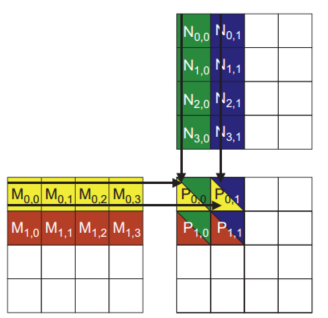 N0,0 N0,1
N1,0 N1,1
N2,0 N2,1
N3,0 N3,1
M0,0 M0,1 M0,2 M0,3 P0,0 P0,1
M1,0 M1,1 M1,2 M1,3 P1,0 P1,1